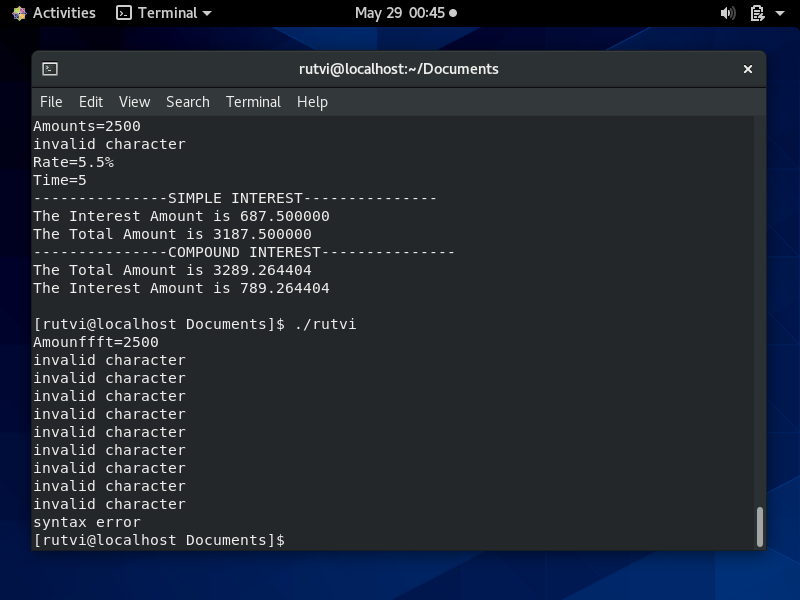 Activities Terminal May 29 00:45
rutvi@localhost:~/Documents
File Edit View Search Terminal Help
Amounts=2500
invalid character
Rate=5.5%
Time=5
---------------SIMPLE INTEREST---------------
The Interest Amount is 687.500000
The Total Amount is 3187.500000
---------------COMPOUND INTEREST---------------
The Total Amount is 3289.264404
The Interest Amount is 789.264404
[rutvi@localhost Documents]$ ./rutvi
Amounffft=2500
invalid character
invalid character
invalid character
invalid character
invalid character
invalid character
invalid character
invalid character
invalid character
syntax error
[rutvi@localhost Documents]$